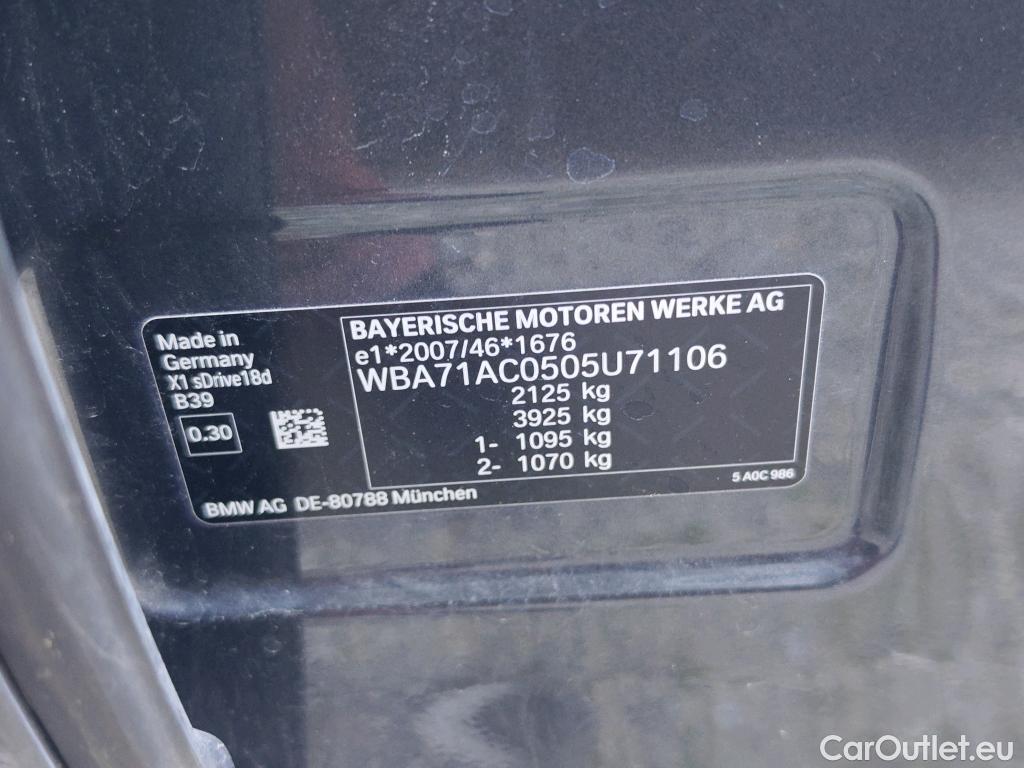 Made in
Germany
X1 sDrive18d
B39
0.30
BAYERISCHE MOTOREN WERKE AG
e1*2007/46*1676
WBA71AC0505U71106
2125 kg
3925 kg
1- 1095 kg
2- 1070 kg
5 A0C 986
BMW AG DE-80788 München
CarOutlet.eu